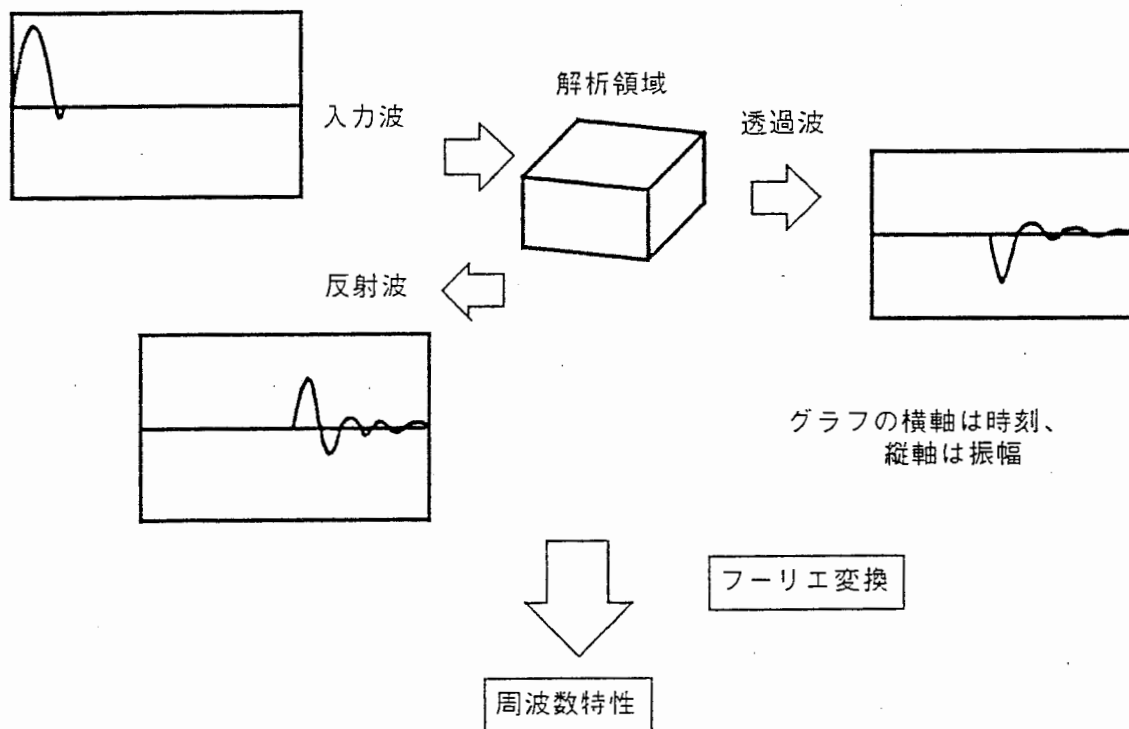 解析領域
入力波
透過波
反射波
グラフの横軸は時刻、
縦軸は振幅
フーリエ変換
周波数特性